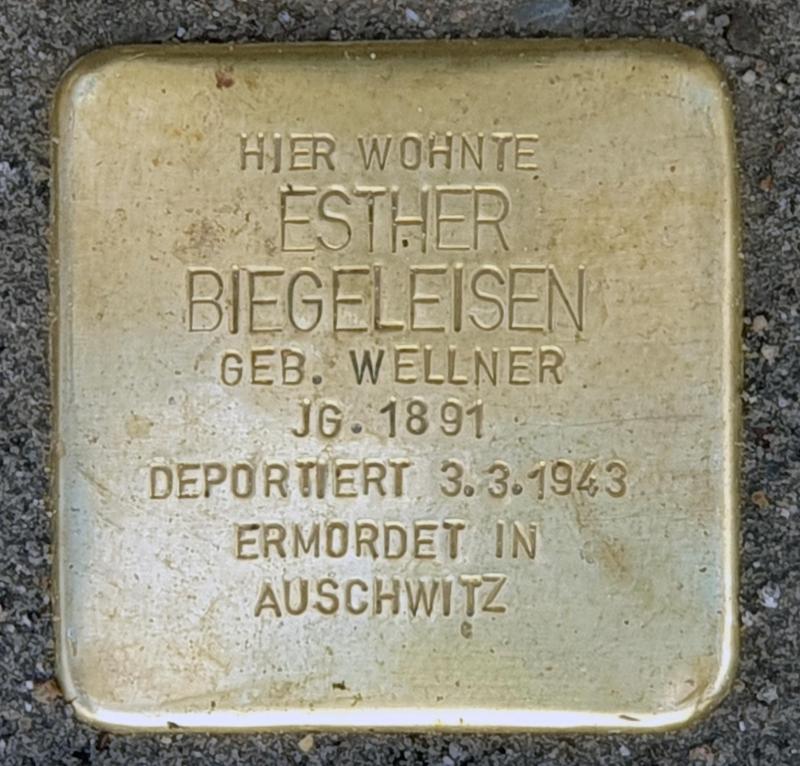 HIER WOHNTE
ESTHER
BIEGELEISEN
GEB. WELLNER
JG. 1891
DEPORTIERT 3.3.1943
ERMORDET IN
AUSCHWITZ